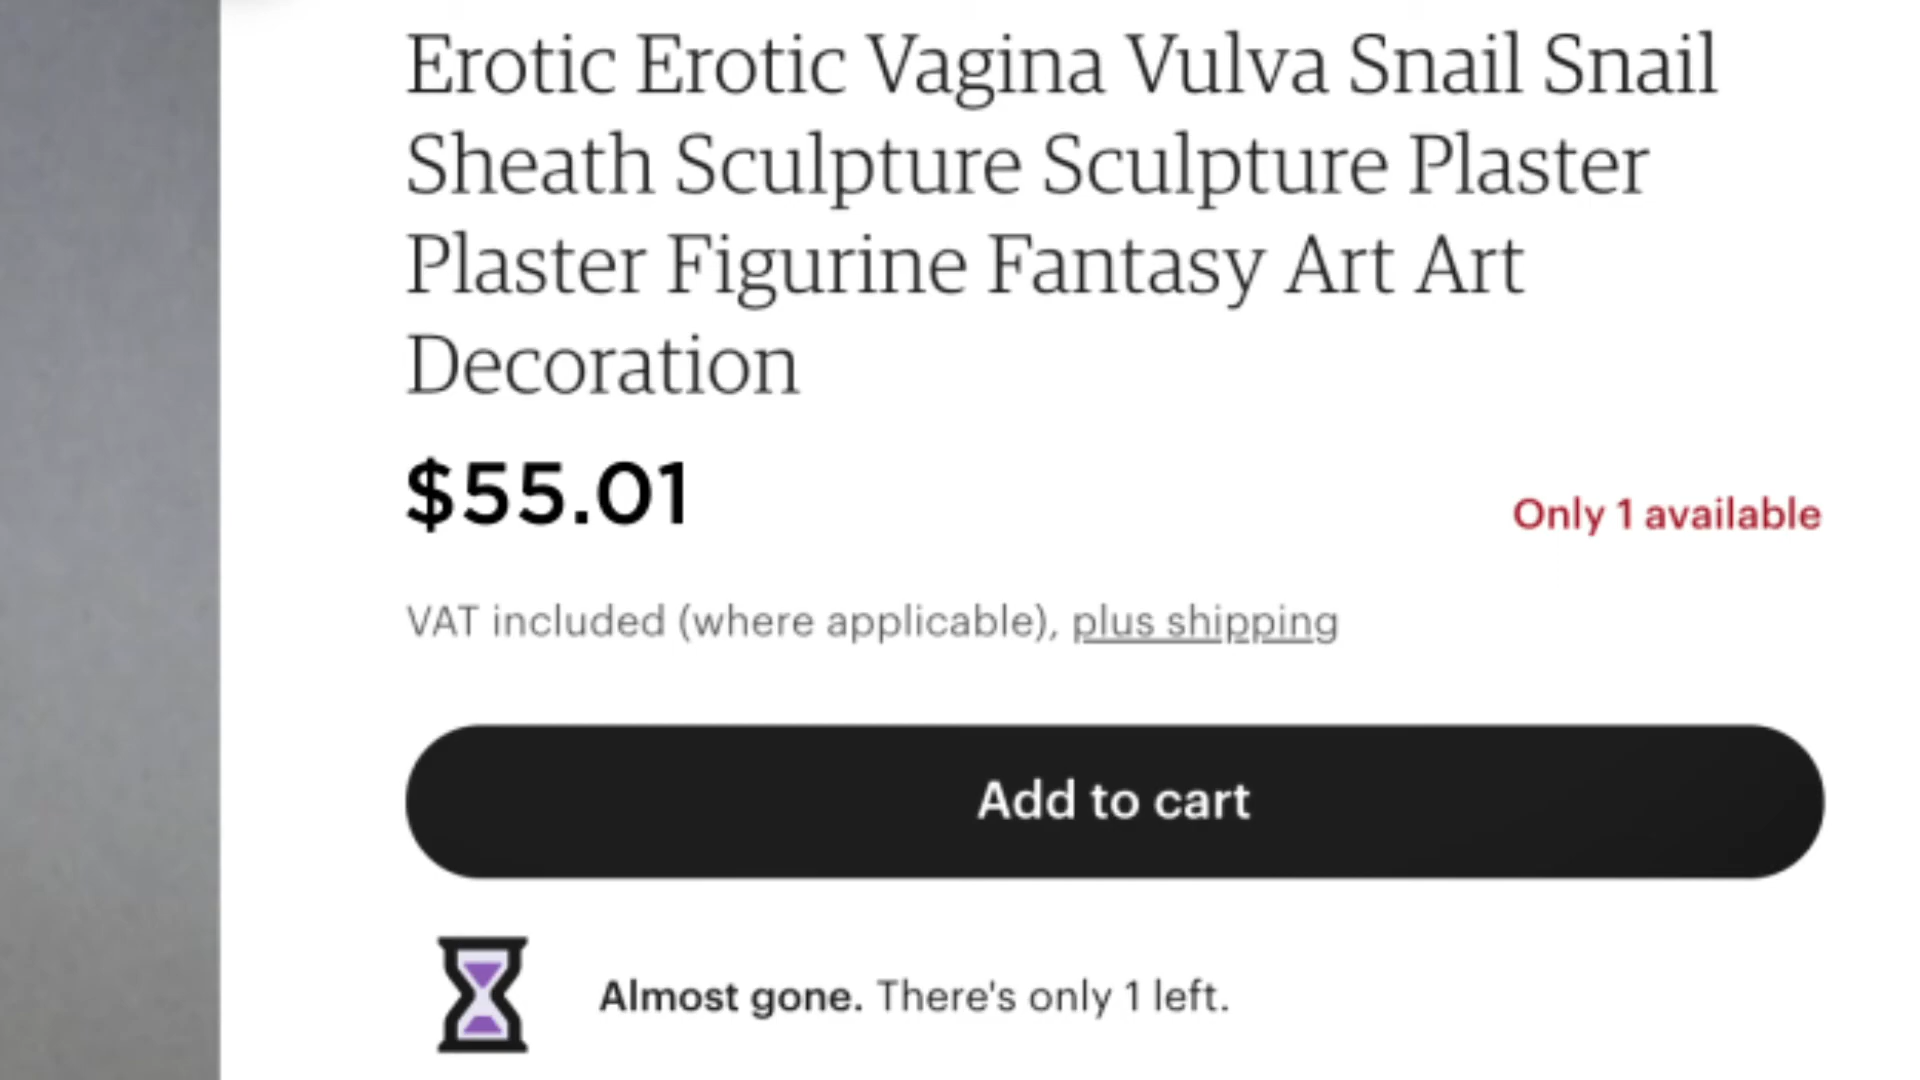 Erotic Erotic Vagina Vulva Snail Snail
Sheath Sculpture Sculpture Plaster
Plaster Figurine Fantasy Art Art
Decoration
$55.01
Only 1 available
VAT included (where applicable), plus shipping
Add to cart
Almost gone. There's only 1 left.